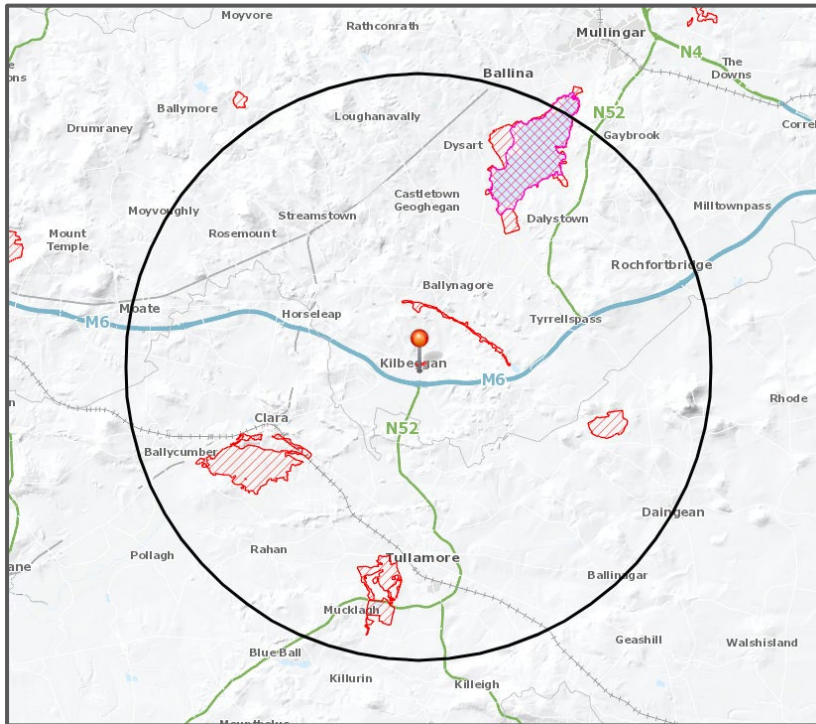 Moyvore
Rathconrath
Mullingar
N4
The
Downs
ons
Ballina
Ballymore
Loughanavally
N52
Drumraney
Dysart
Gaybrook
Correl
Castletown
Geoghegan
Moyvoughly
Streamstown
Dalystown
Milltownpass
Mount
Temple
Rosemount
Rochfortbridge
Ballynagore
Moate
Horseleap
Tyrrellspass
M6
Kilbeggan
M6
Rhode
Clara
N52
Ballycumber
Daingean
Pollagh
Rahan
Tullamore
ane
Ballinagar
Mucklagh
Blue Ball
Geashill
Walshisland
Killurin
Killeigh